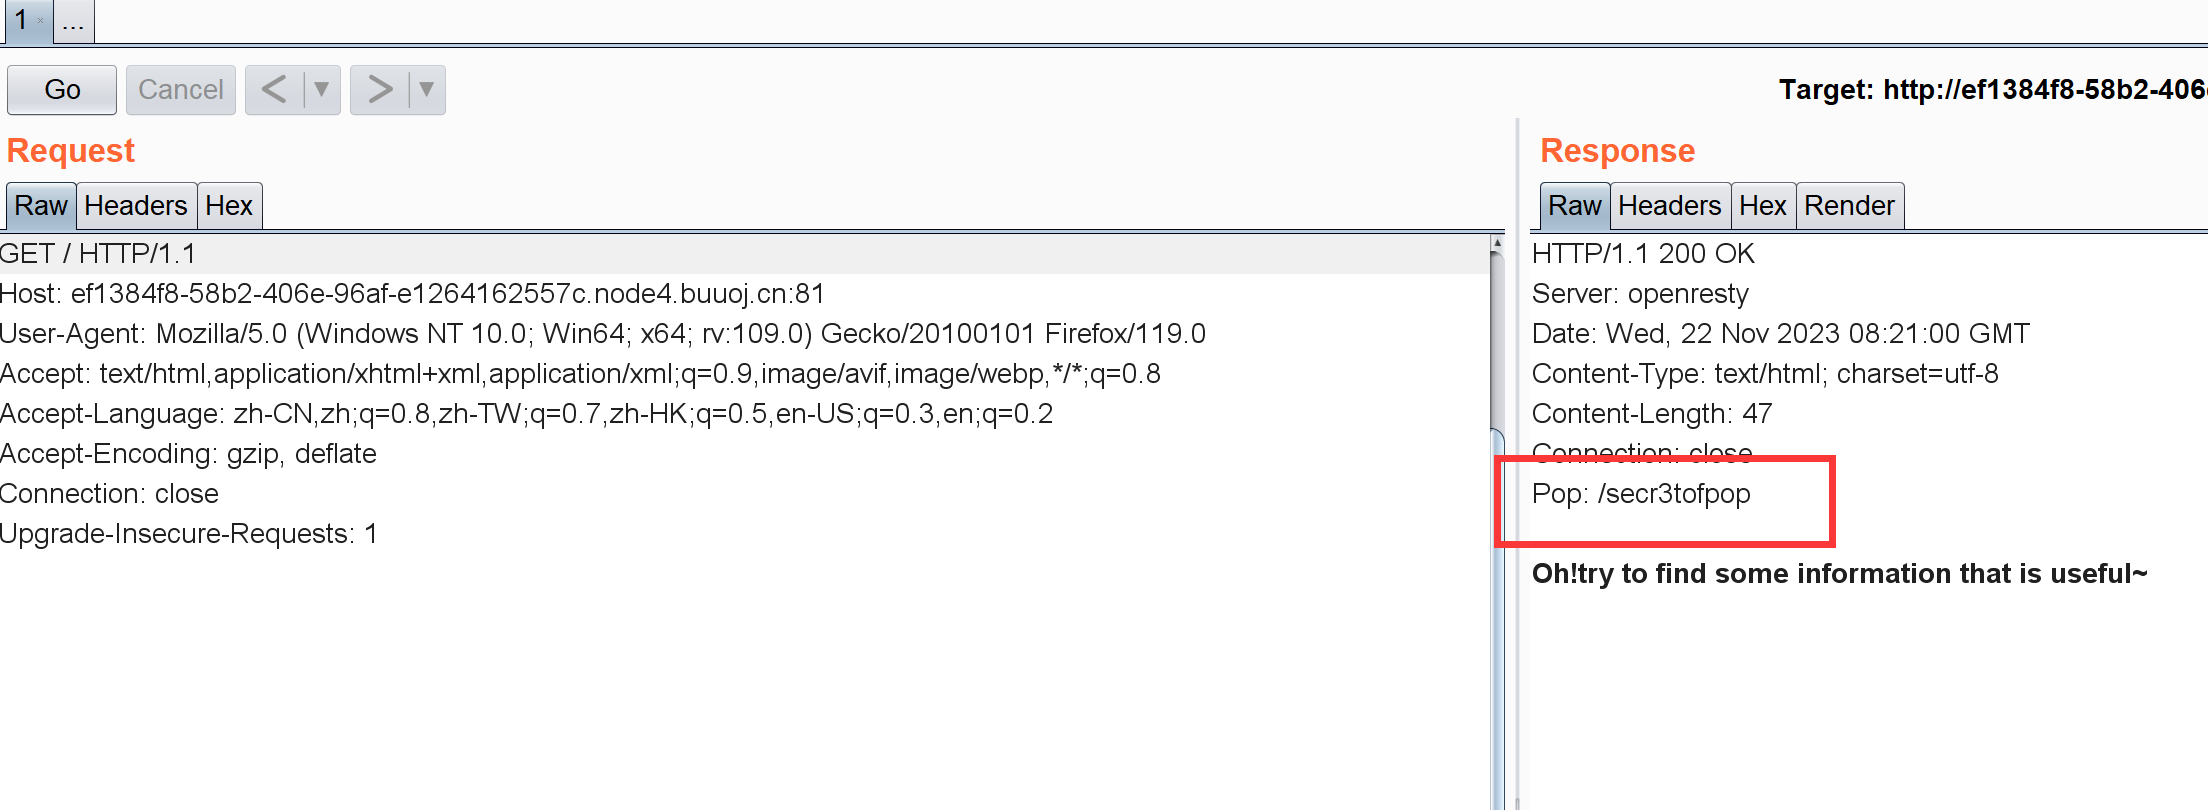 1 ...
Go Cancel < >
Target: http://ef1384f8-58b2-406
Request
Raw Headers Hex
GET / HTTP/1.1
Host: ef1384f8-58b2-406e-96af-e1264162557c.node4.buuoj.cn:81
User-Agent: Mozilla/5.0 (Windows NT 10.0; Win64; x64; rv:109.0) Gecko/20100101 Firefox/119.0
Accept: text/html,application/xhtml+xml,application/xml;q=0.9,image/avif,image/webp,*/*;q=0.8
Accept-Language: zh-CN,zh;q=0.8,zh-TW;q=0.7,zh-HK;q=0.5,en-US;q=0.3,en;q=0.2
Accept-Encoding: gzip, deflate
Connection: close
Upgrade-Insecure-Requests: 1
Response
Raw Headers Hex Render
HTTP/1.1 200 OK
Server: openresty
Date: Wed, 22 Nov 2023 08:21:00 GMT
Content-Type: text/html; charset=utf-8
Content-Length: 47
Connection: close
Pop: /secr3tofpop
Oh!try to find some information that is useful~